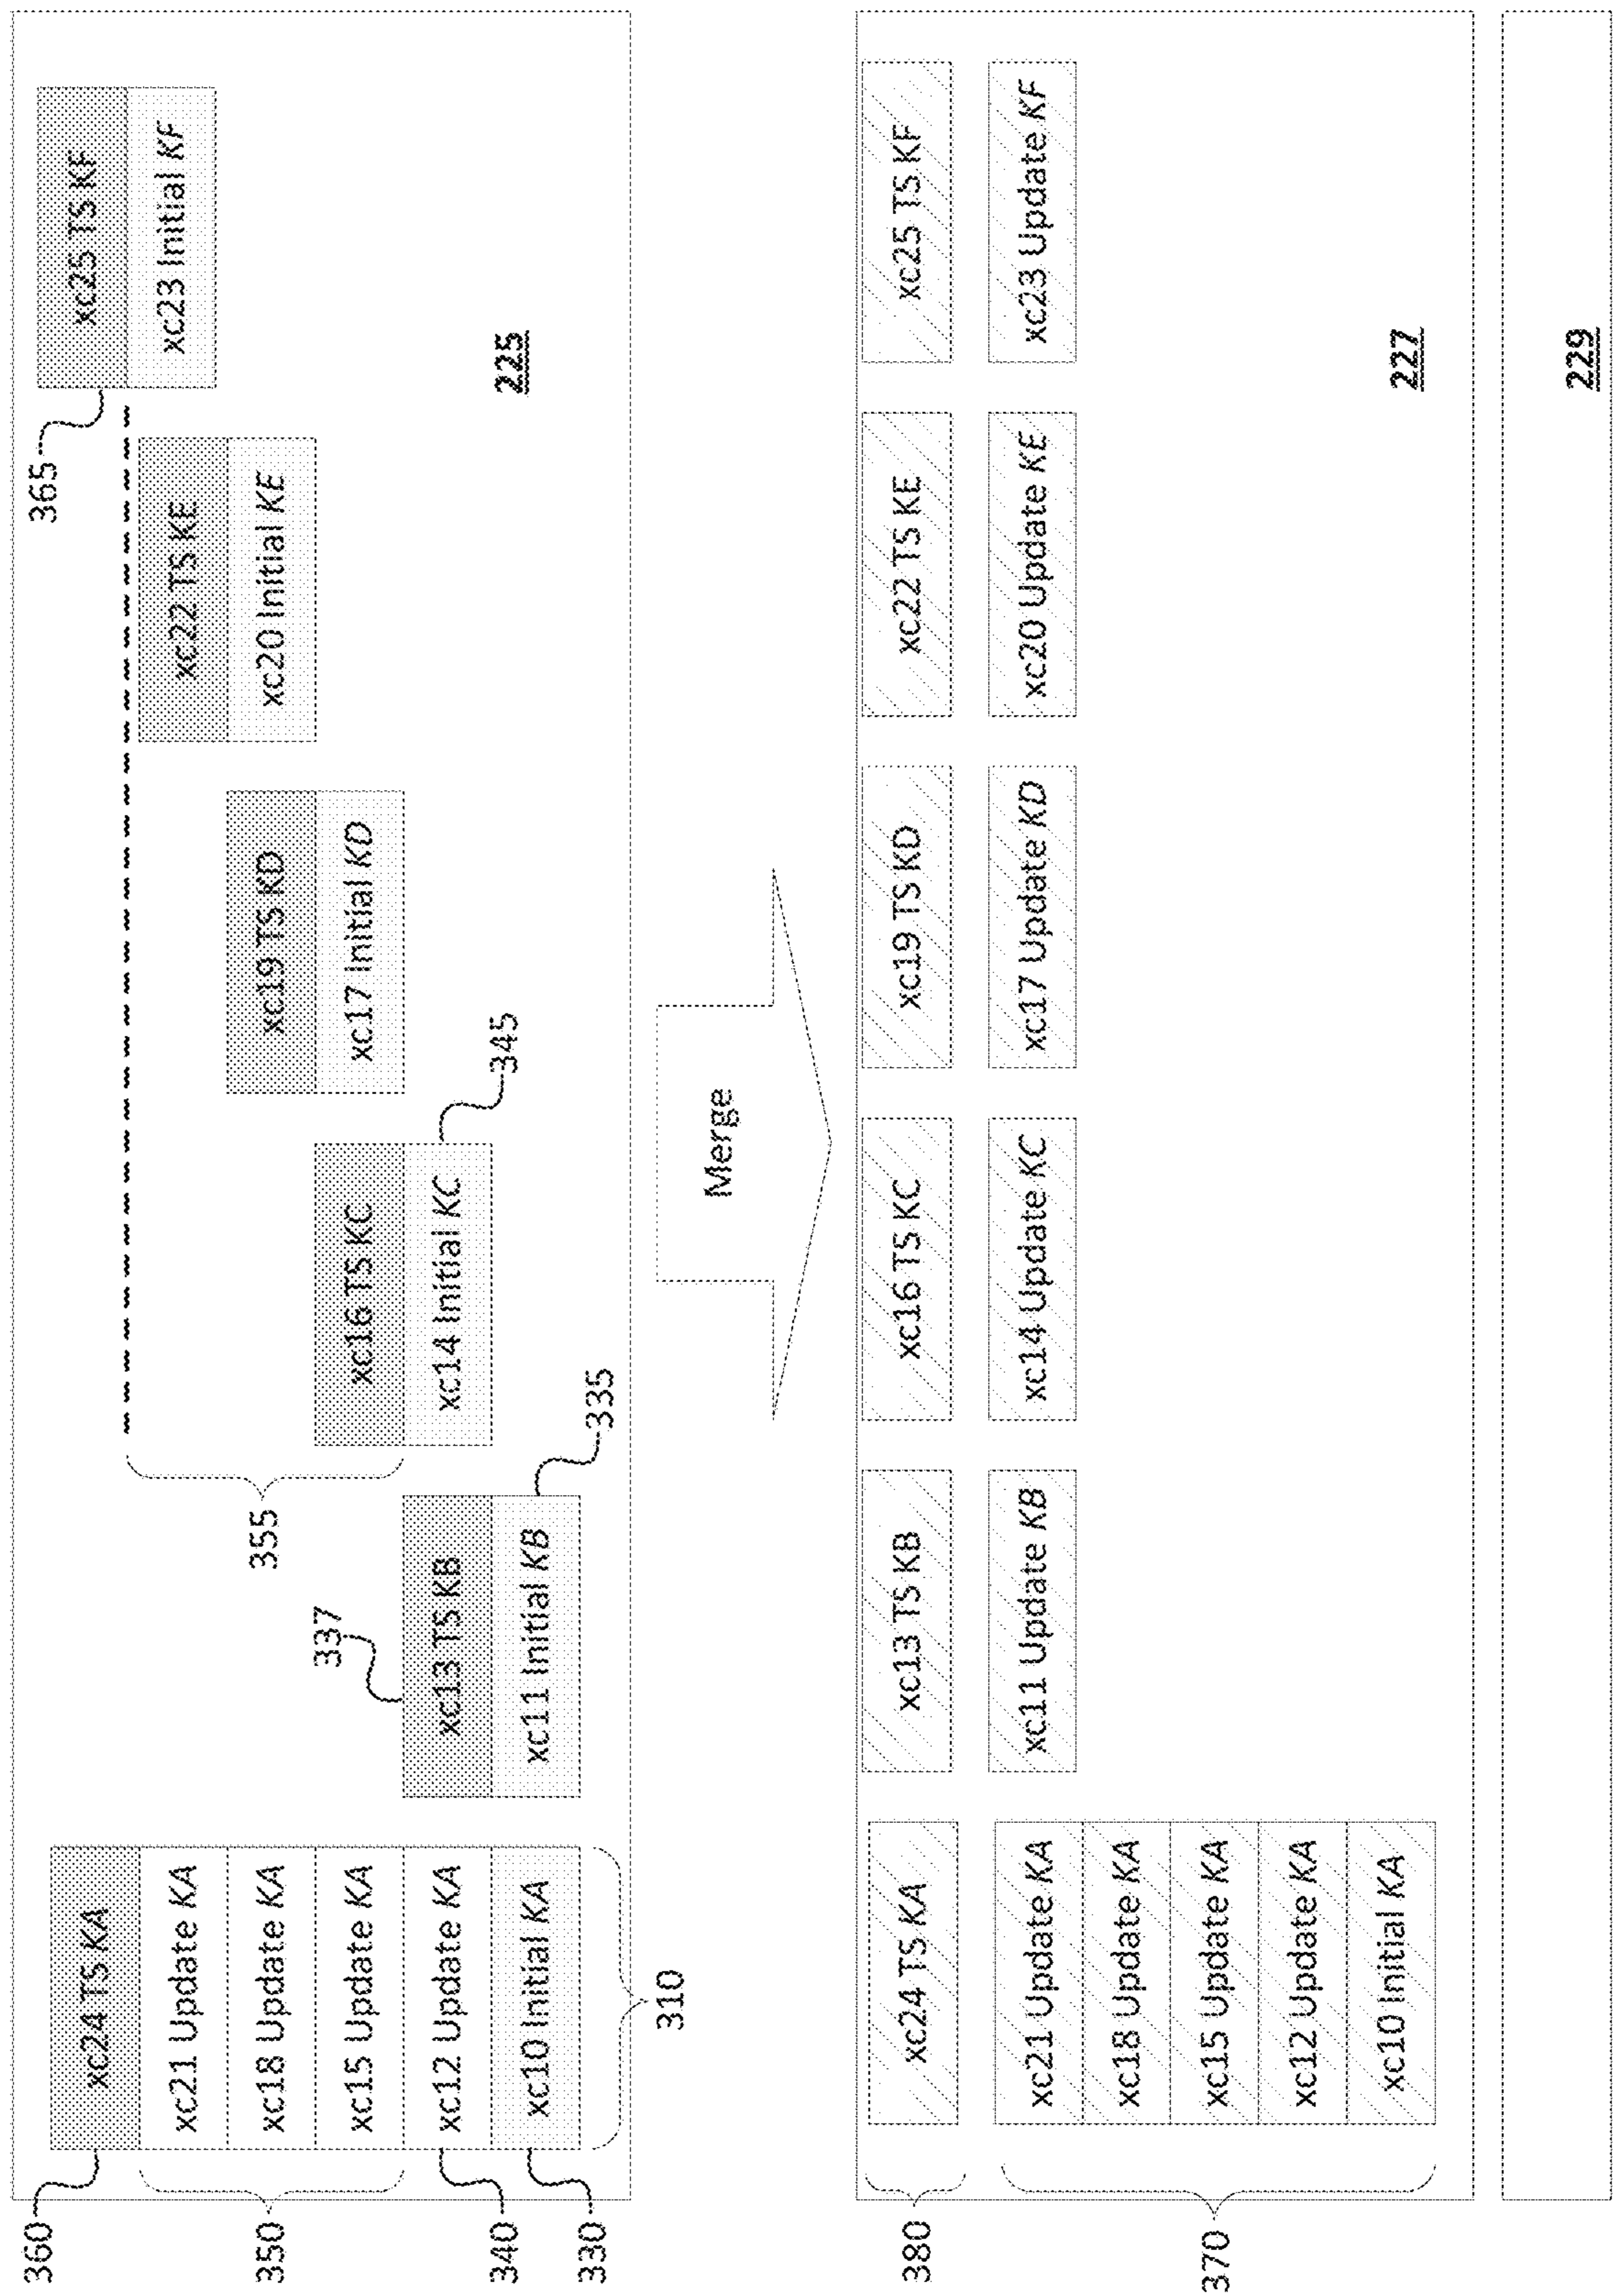 360
xc24 TS KA
xc21 Update KA
xc18 Update KA
xc15 Update KA
xc12 Update KA
xc10 Initial KA
350
340
330
310
337
xc13 TS KB
xc11 Initial KB
335
355
xc16 TS KC
xc14 Initial KC
345
xc19 TS KD
xc17 Initial KD
xc22 TS KE
xc20 Initial KE
365
xc25 TS KF
xc23 Initial KF
225
Merge
380
xc24 TS KA
xc13 TS KB
xc16 TS KC
xc19 TS KD
xc22 TS KE
xc25 TS KF
370
xc21 Update KA
xc18 Update KA
xc15 Update KA
xc12 Update KA
xc10 Initial KA
xc11 Update KB
xc14 Update KC
xc17 Update KD
xc20 Update KE
xc23 Update KF
227
229